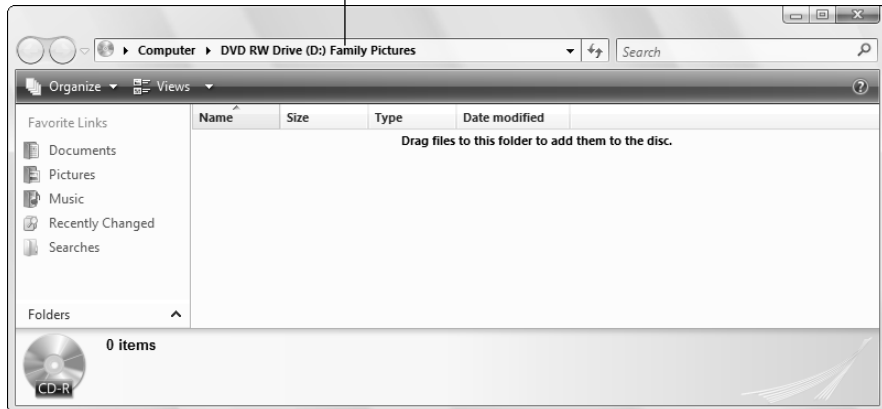 Computer DVD RW Drive (D:) Family Pictures Search
Organize Views
Favorite Links
Documents
Pictures
Music
Recently Changed
Searches
Folders
Name Size Type Date modified
Drag files to this folder to add them to the disc.
0 items
CD-R